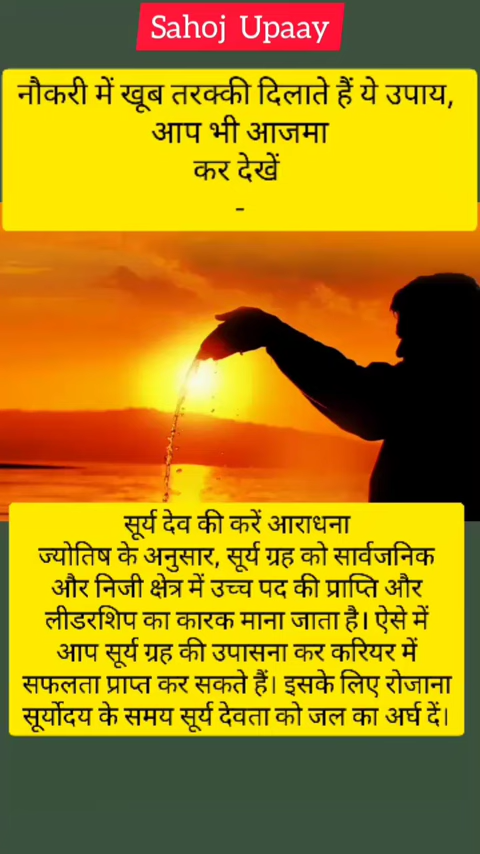 Sahoj Upaay
नौकरी में खूब तरक्की दिलाते हैं ये उपाय,
आप भी आजमा
कर देखें
-
सूर्य देव की करें आराधना
ज्योतिष के अनुसार, सूर्य ग्रह को सार्वजनिक
और निजी क्षेत्र में उच्च पद की प्राप्ति और
लीडरशिप का कारक माना जाता है। ऐसे में
आप सूर्य ग्रह की उपासना कर करियर में
सफलता प्राप्त कर सकते हैं। इसके लिए रोजाना
सूर्योदय के समय सूर्य देवता को जल का अर्घ दें।